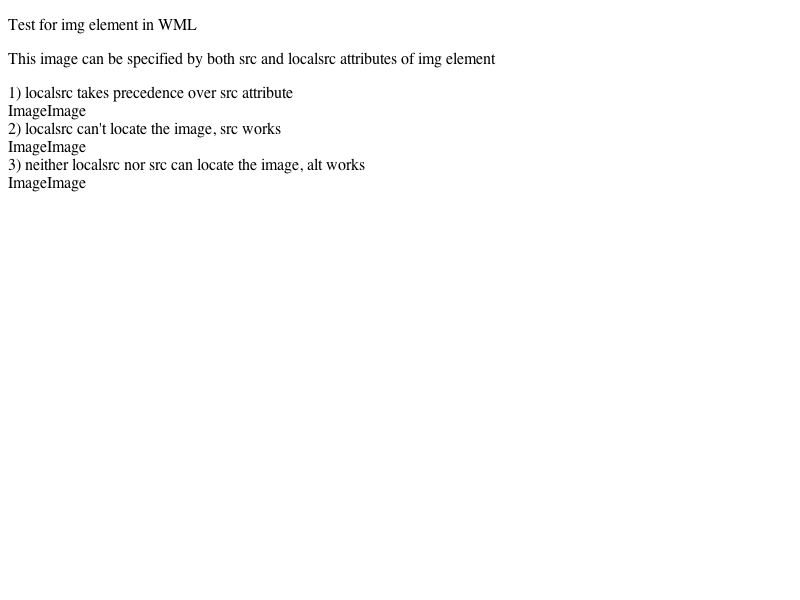 Test for img element in WML
This image can be specified by both src and localsrc attributes of img element
1) localsrc takes precedence over src attribute
ImageImage
2) localsrc can't locate the image, src works
ImageImage
3) neither localsrc nor src can locate the image, alt works
ImageImage